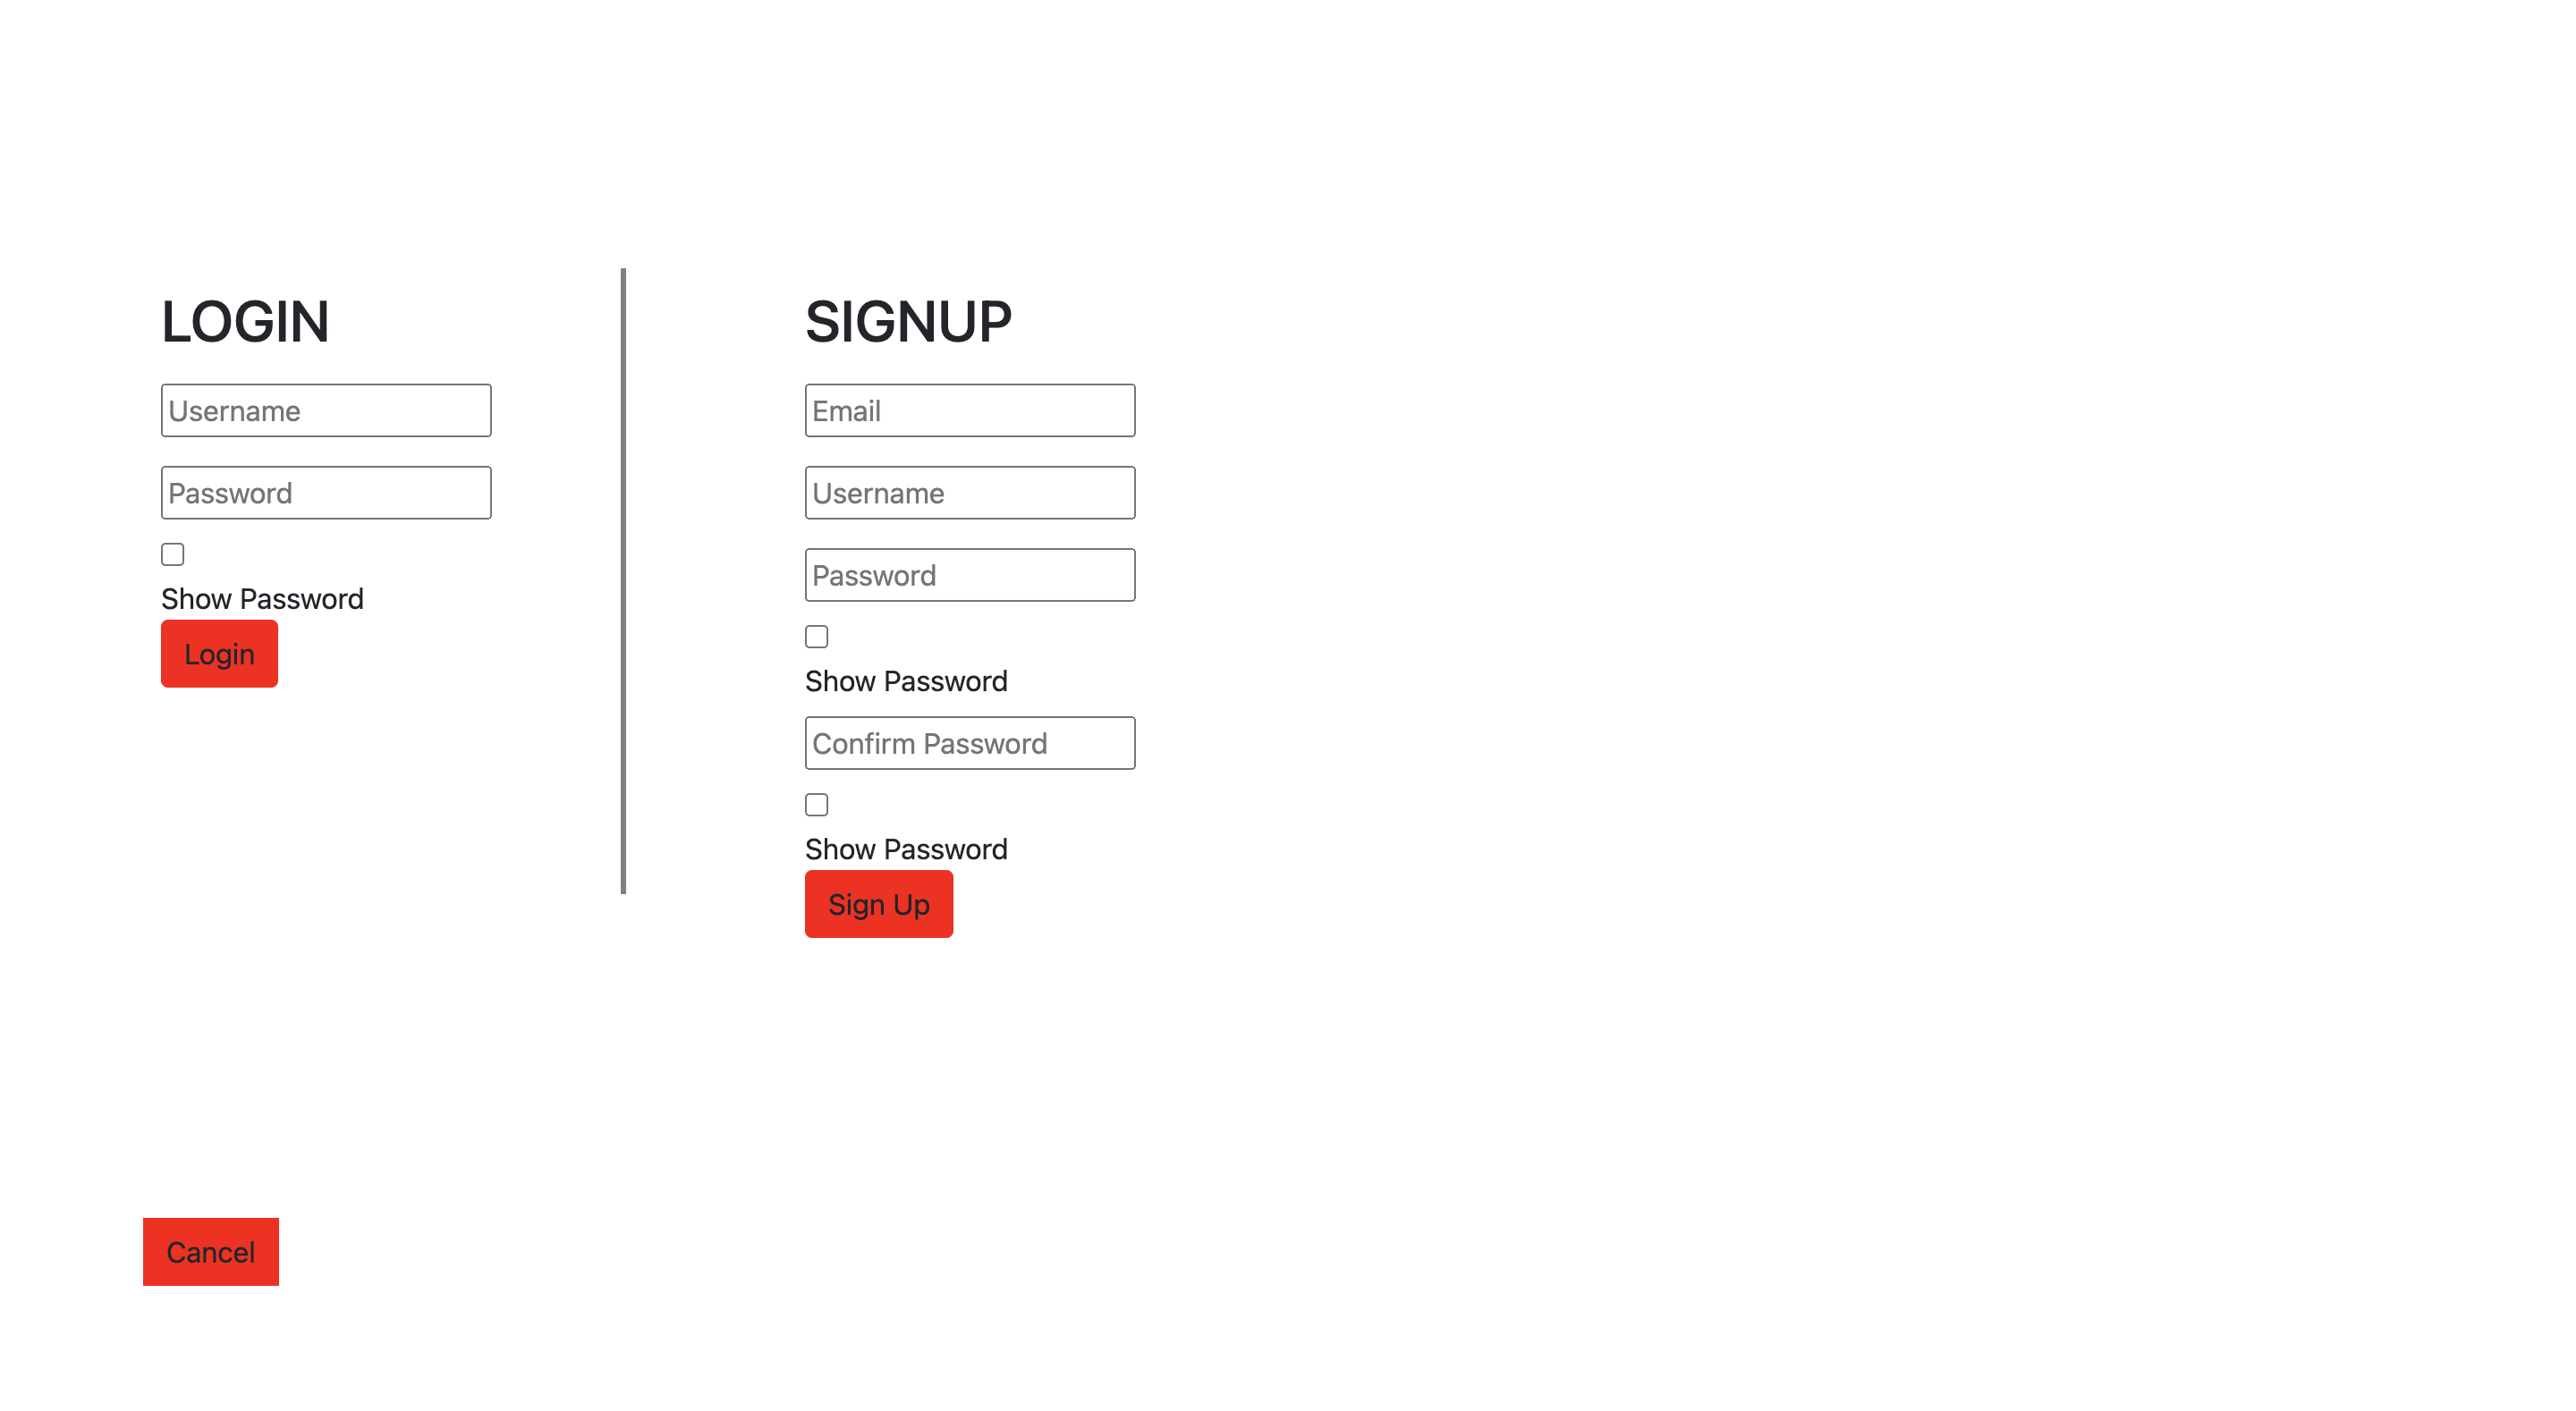 LOGIN
Username
Password
Show Password
Login
SIGNUP
Email
Username
Password
Show Password
Confirm Password
Show Password
Sign Up
Cancel